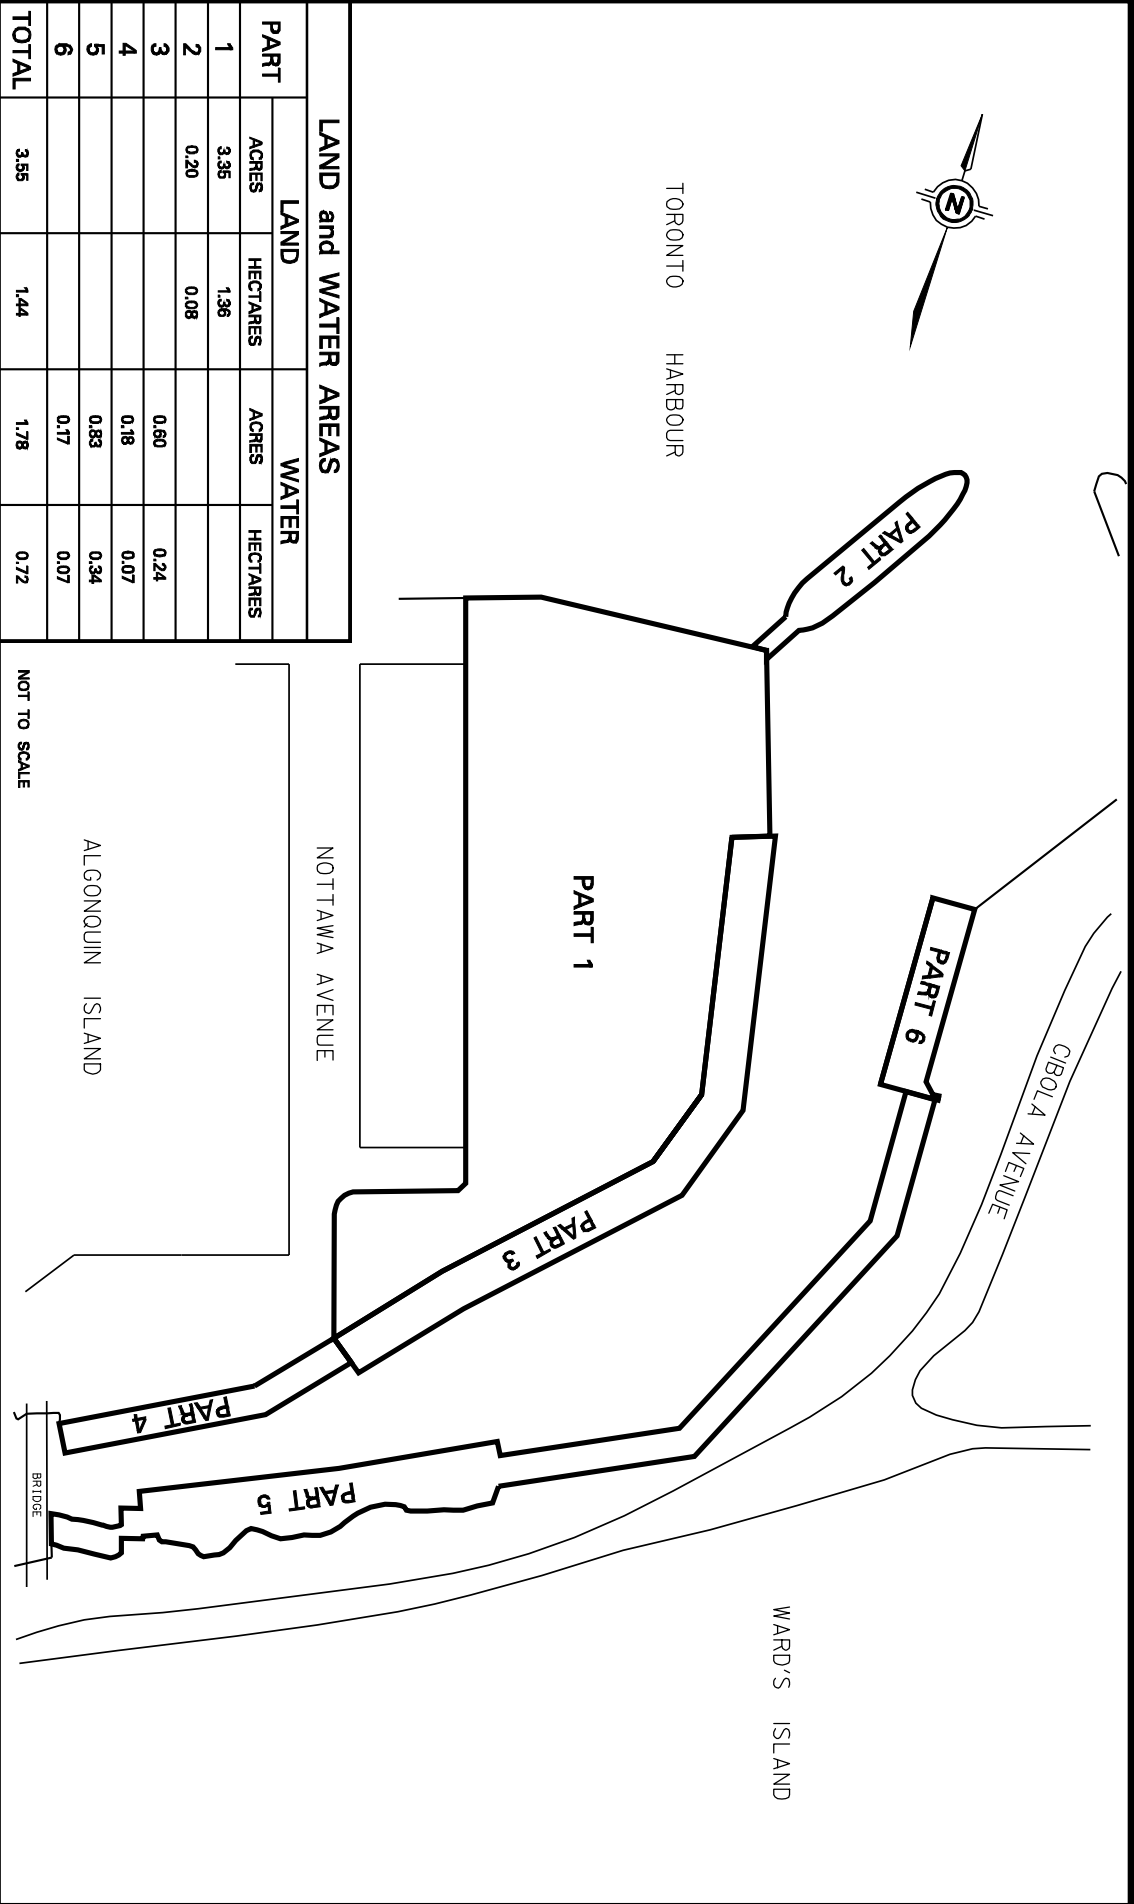 N
TORONTO HARBOUR
PART 2
PART 1
PART 6
CIBOLA AVENUE
PART 3
PART 4
PART 5
BRIDGE
WARD'S ISLAND
NOTTAWA AVENUE
ALGONQUIN ISLAND
NOT TO SCALE
LAND and WATER AREAS
PART LAND WATER
ACRES HECTARES ACRES HECTARES
1 3.35 1.36
2 0.20 0.08
3 0.60 0.24
4 0.18 0.07
5 0.83 0.34
6 0.17 0.07
TOTAL 3.55 1.44 1.78 0.72